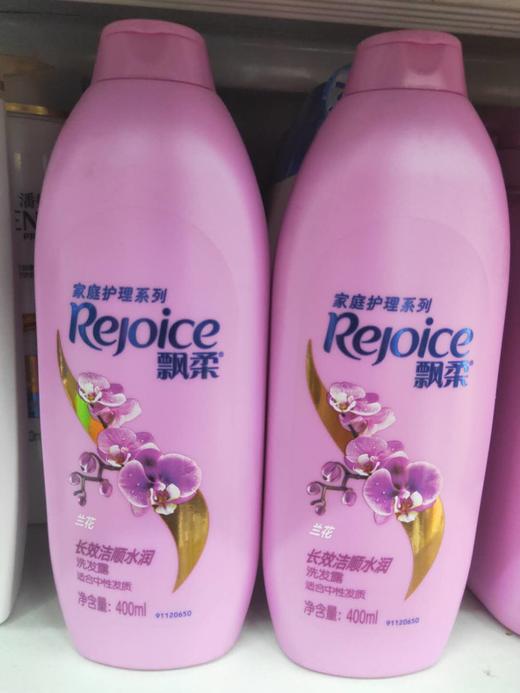 家庭护理系列
Rejoice
飘柔®
兰花
长效洁顺水润
洗发露
适合中性发质
净含量: 400ml
91120650
家庭护理系列
Rejoice
飘柔®
兰花
长效洁顺水润
洗发露
适合中性发质
净含量: 400ml
91120650
潘
EN